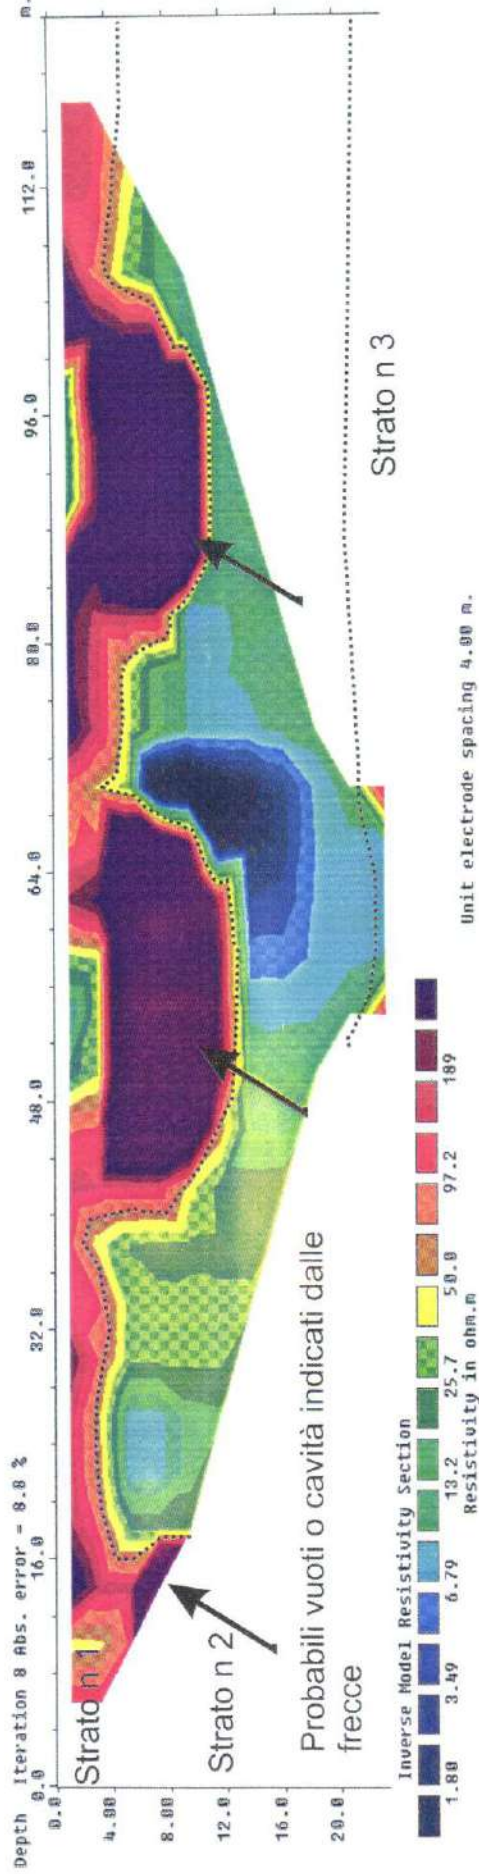 Depth Iteration 8 Abs. error = 8.8 %
0.0 16.0 32.0 48.0 64.0 80.0 96.0 112.0 m.
0.0
4.00
8.00
12.0
16.0
20.0
Strato n 1
Strato n 2
Strato n 3
Probabili vuoti o cavità indicati dalle
frecce
Inverse Model Resistivity Section
1.80 3.49 6.79 13.2 25.7 50.0 97.2 189
Resistivity in ohm.m
Unit electrode spacing 4.00 m.